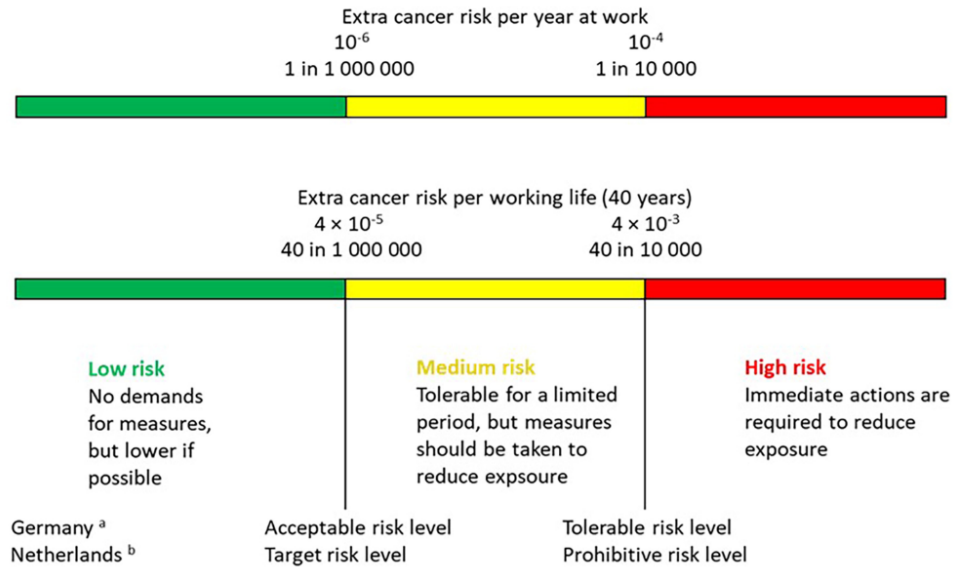 Extra cancer risk per year at work
10⁻⁶ 10⁻⁴
1 in 1 000 000 1 in 10 000
Extra cancer risk per working life (40 years)
4 × 10⁻⁵ 4 × 10⁻³
40 in 1 000 000 40 in 10 000
Low risk
No demands
for measures,
but lower if
possible
Medium risk
Tolerable for a limited
period, but measures
should be taken to
reduce expsoure
High risk
Immediate actions are
required to reduce
exposure
Germany ᵃ Acceptable risk level Tolerable risk level
Netherlands ᵇ Target risk level Prohibitive risk level